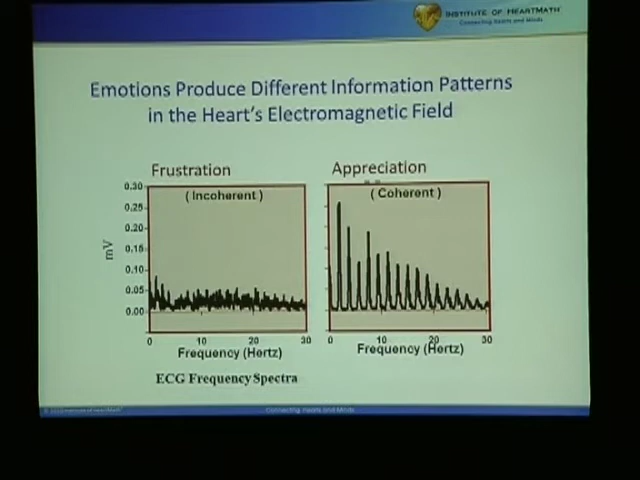 INSTITUTE OF HEARTMATH®
Connecting Hearts and Minds
Emotions Produce Different Information Patterns
in the Heart's Electromagnetic Field
Frustration
Appreciation
( Incoherent )
( Coherent )
0.30
0.25
0.20
0.15
0.10
0.05
0.00
mV
0 10 20 30
0 10 20 30
Frequency (Hertz)
Frequency (Hertz)
ECG Frequency Spectra
Connecting Hearts and Minds